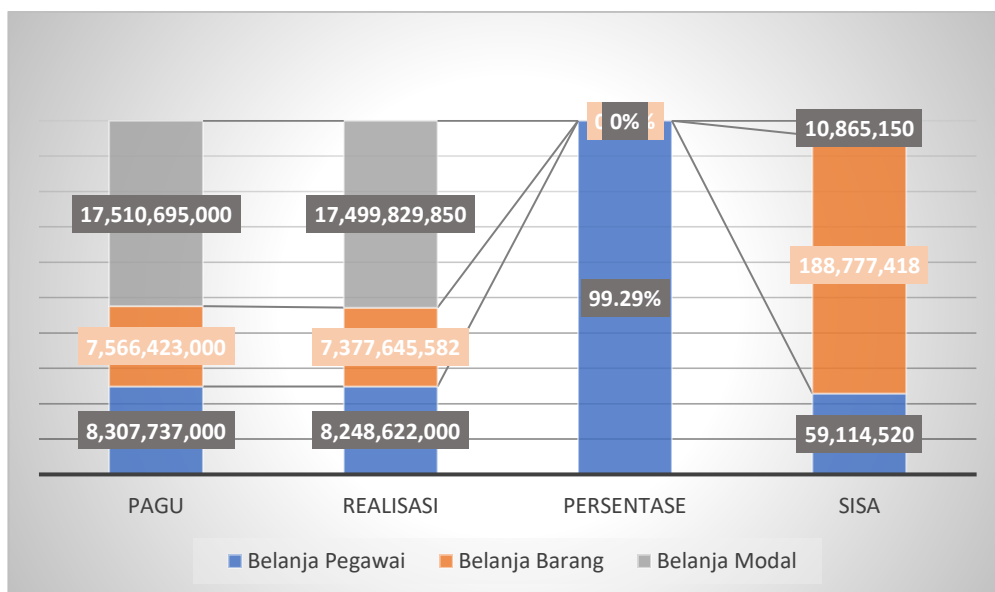 0%
10,865,150
17,510,695,000 17,499,829,850
188,777,418
99.29%
7,566,423,000 7,377,645,582
8,307,737,000 8,248,622,000 59,114,520
PAGU REALISASI PERSENTASE SISA
Belanja Pegawai Belanja Barang Belanja Modal